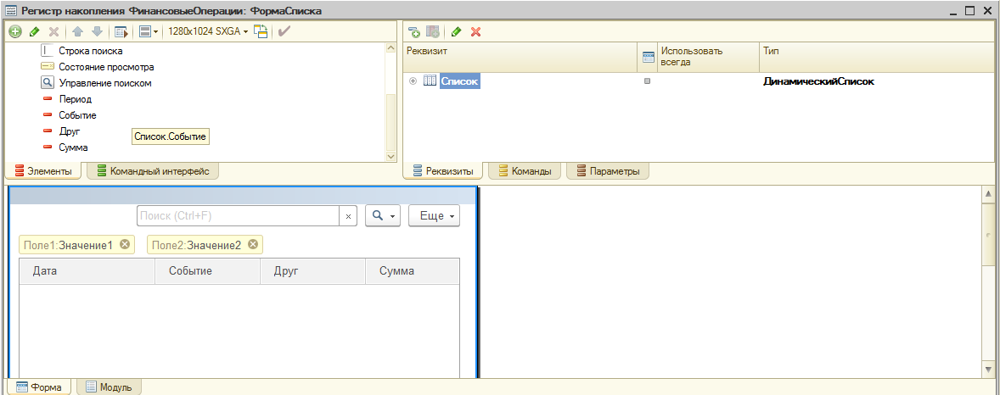 Регистр накопления ФинансовыеОперации: ФормаСписка
1280x1024 SXGA
Строка поиска
Состояние просмотра
Управление поиском
Период
Событие
Друг
Сумма
Список.Событие
Элементы
Командный интерфейс
Реквизит
Использовать
всегда
Тип
Список
ДинамическийСписок
Реквизиты
Команды
Параметры
Поиск (Ctrl+F)
×
Еще
Поле1:Значение1
Поле2:Значение2
Дата
Событие
Друг
Сумма
Форма
Модуль